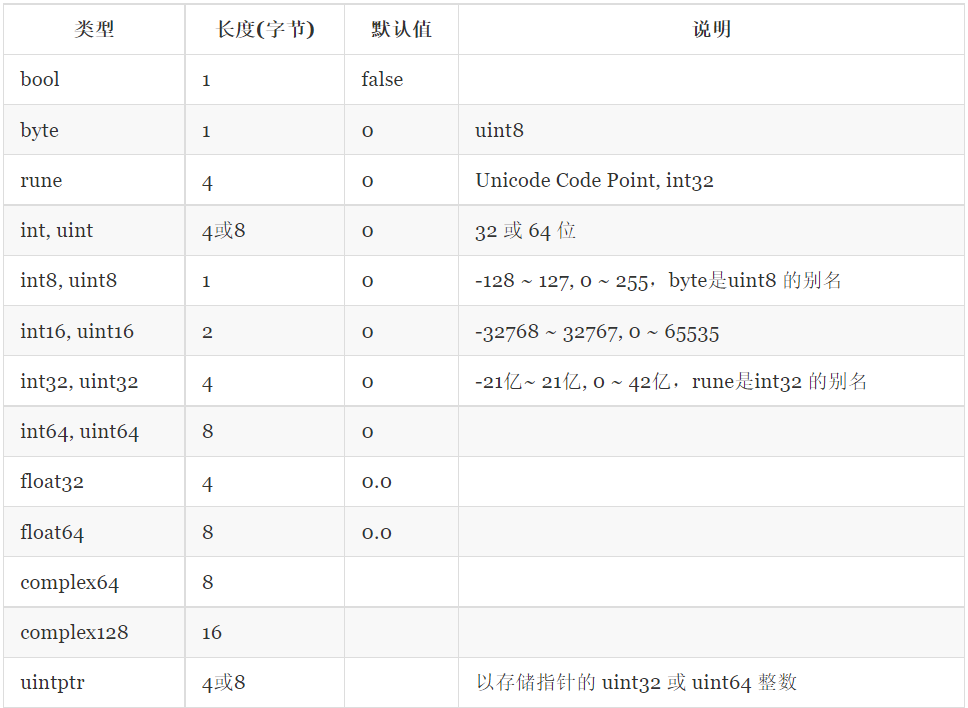 类型 长度(字节) 默认值 说明
bool 1 false
byte 1 0 uint8
rune 4 0 Unicode Code Point, int32
int, uint 4或8 0 32 或 64 位
int8, uint8 1 0 -128 ~ 127, 0 ~ 255，byte是uint8 的别名
int16, uint16 2 0 -32768 ~ 32767, 0 ~ 65535
int32, uint32 4 0 -21亿~ 21亿, 0 ~ 42亿，rune是int32 的别名
int64, uint64 8 0
float32 4 0.0
float64 8 0.0
complex64 8
complex128 16
uintptr 4或8 以存储指针的 uint32 或 uint64 整数